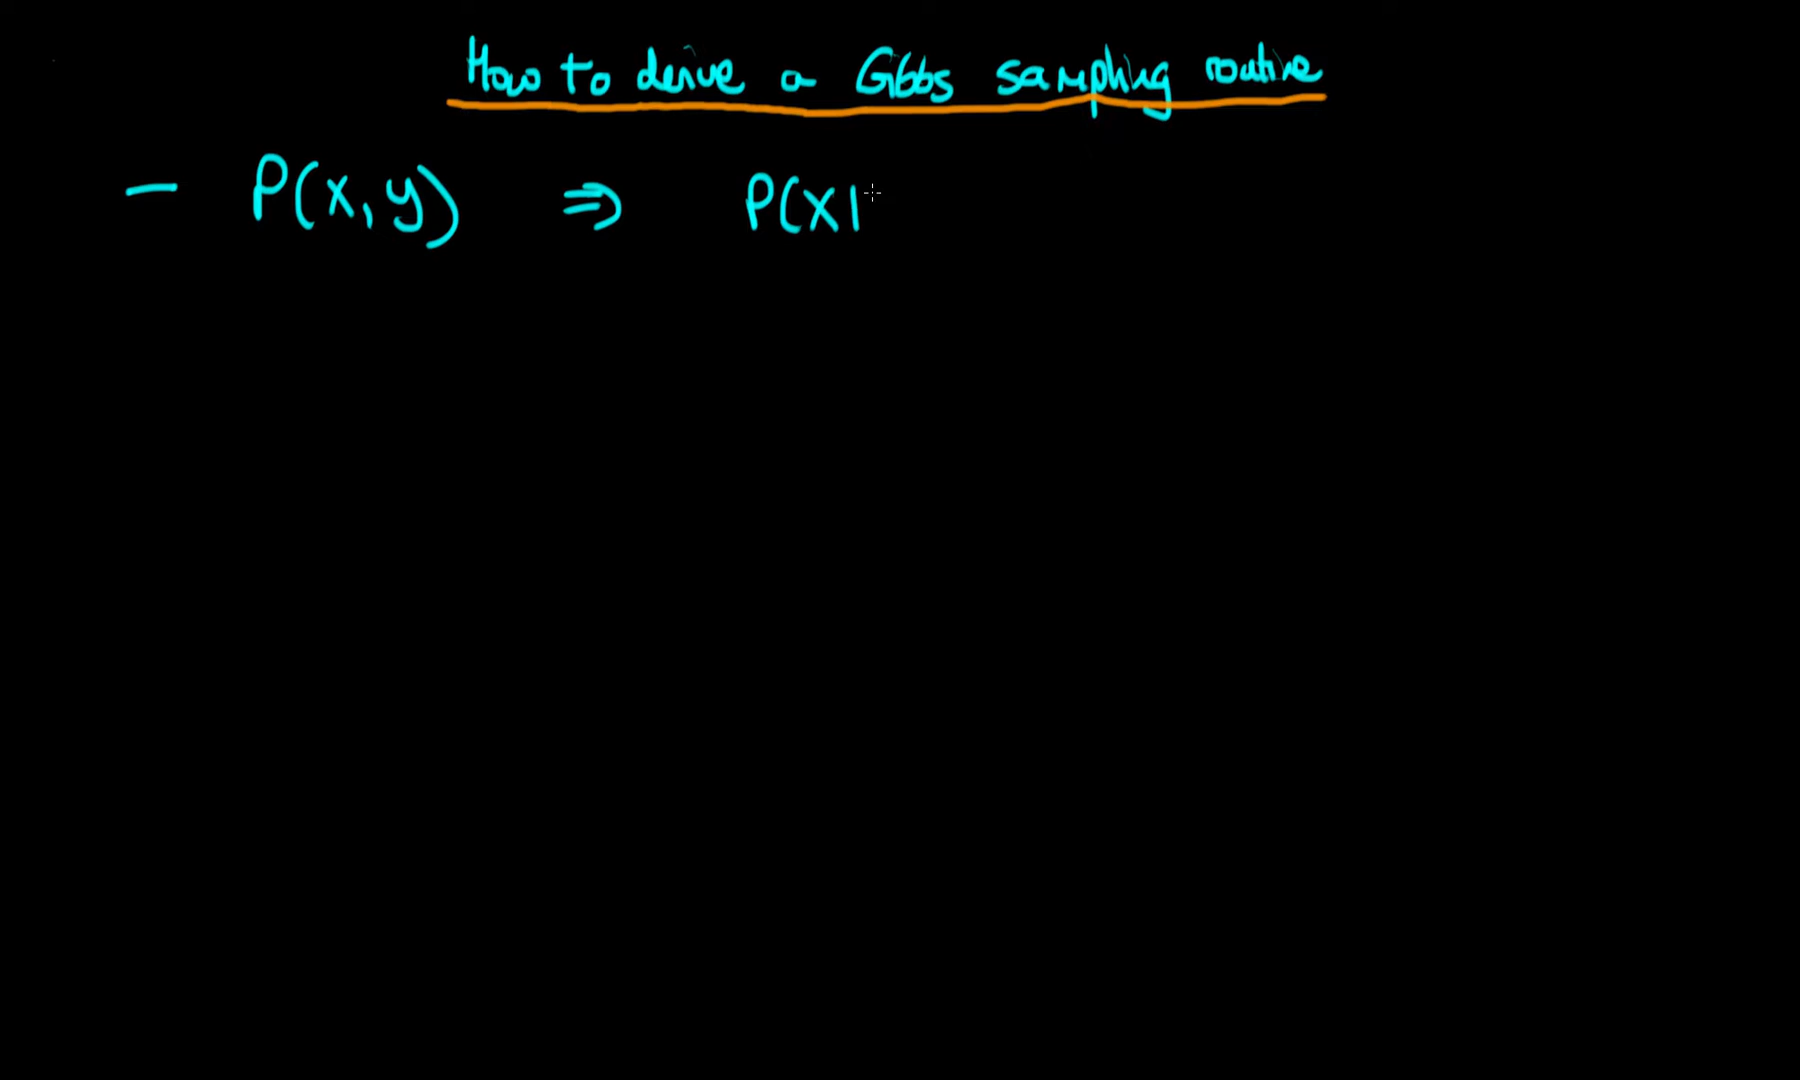 How to derive a Gibbs sampling routine
– P(x,y) ⇒ P(x|